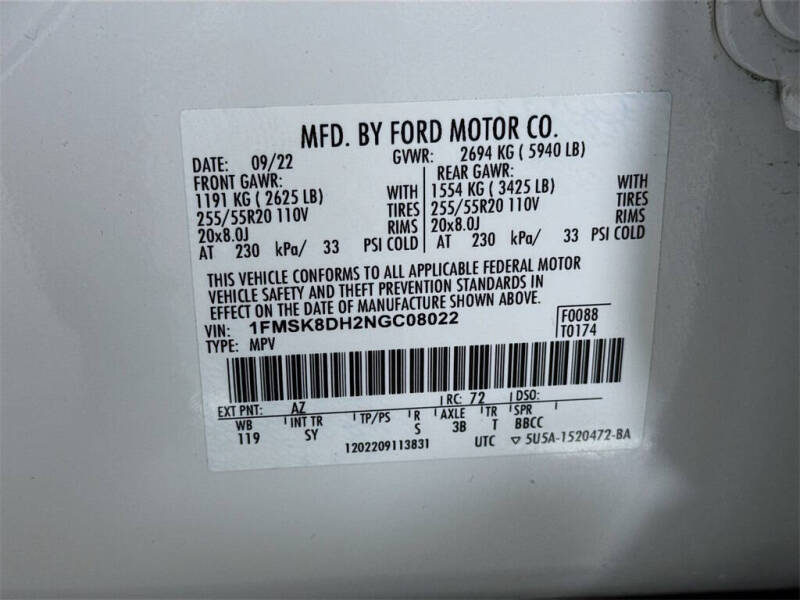 MFD. BY FORD MOTOR CO.
DATE: 09/22 GVWR: 2694 KG ( 5940 LB)
FRONT GAWR: REAR GAWR:
1191 KG ( 2625 LB) WITH 1554 KG ( 3425 LB) WITH
255/55R20 110V TIRES 255/55R20 110V TIRES
20x8.0J RIMS 20x8.0J RIMS
AT 230 kPa/ 33 PSI COLD AT 230 kPa/ 33 PSI COLD
THIS VEHICLE CONFORMS TO ALL APPLICABLE FEDERAL MOTOR
VEHICLE SAFETY AND THEFT PREVENTION STANDARDS IN
EFFECT ON THE DATE OF MANUFACTURE SHOWN ABOVE.
VIN: 1FMSK8DH2NGC08022 F0088
TYPE: MPV T0174
EXT PNT: AZ RC: 72 DSO:
WB INT TR TP/PS R AXLE TR SPR
119 SY S 3B T BBCC
1202209113831 UTC ▽ 5U5A-1520472-BA